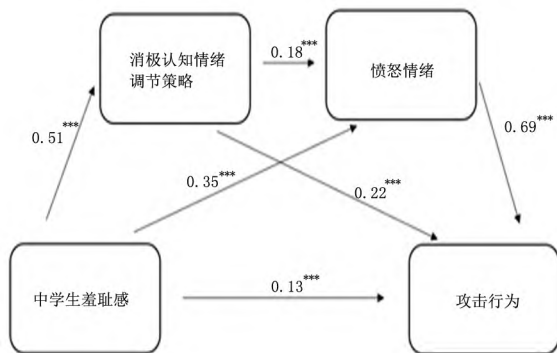 消极认知情绪
调节策略
0.18***
愤怒情绪
0.51***
0.35***
0.22***
0.69***
中学生羞耻感
0.13***
攻击行为